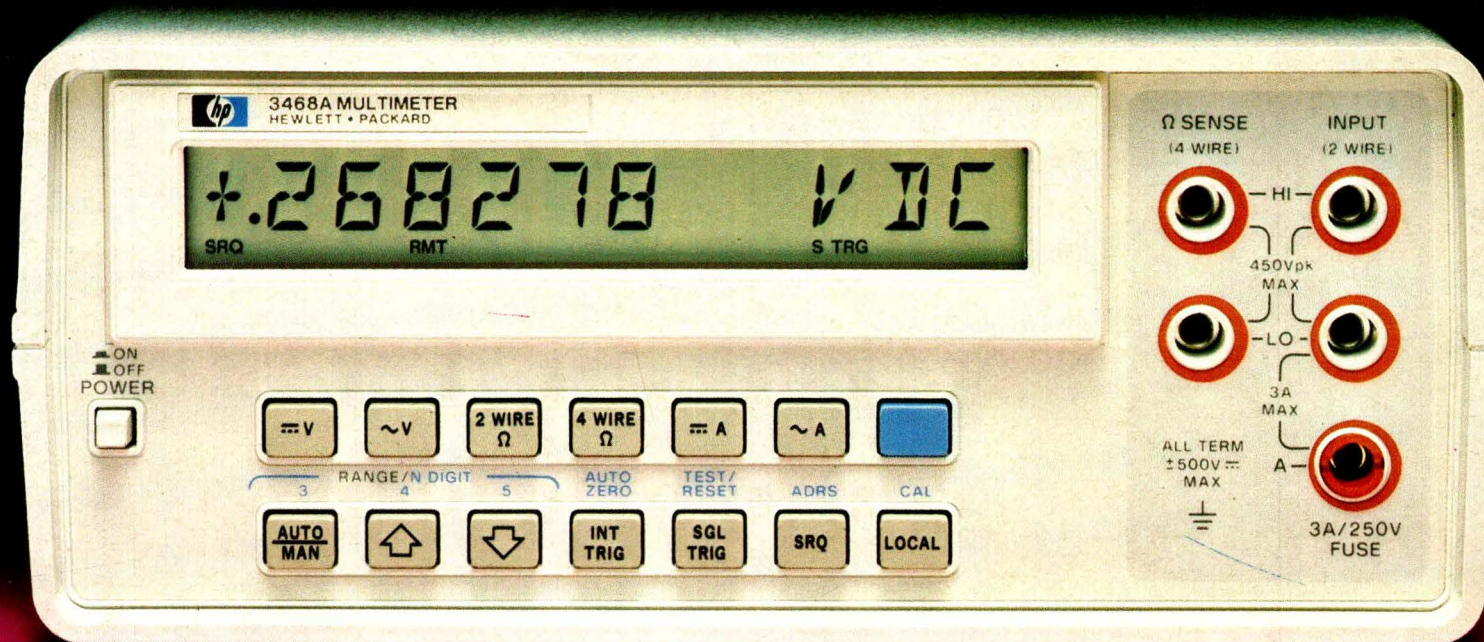 hp
3468A MULTIMETER
HEWLETT • PACKARD
+.268278 V DC
SRQ RMT S TRG
ON
OFF
POWER
⎓ V
~ V
2 WIRE
Ω
4 WIRE
Ω
⎓ A
~ A
RANGE/N DIGIT
3 4 5
AUTO
ZERO
TEST/
RESET
ADRS
CAL
AUTO
MAN
INT
TRIG
SGL
TRIG
SRQ
LOCAL
Ω SENSE
(4 WIRE)
INPUT
(2 WIRE)
HI
450Vpk
MAX
LO
3A
MAX
ALL TERM
±500V ⎓
MAX
A
3A/250V
FUSE